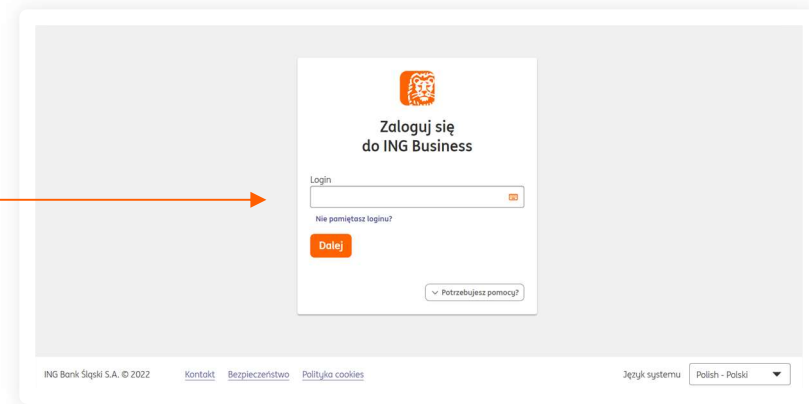 Zaloguj się
do ING Business
Login
Nie pamiętasz loginu?
Dalej
Potrzebujesz pomocy?
ING Bank Śląski S.A. © 2022 Kontakt Bezpieczeństwo Polityka cookies Język systemu Polish - Polski